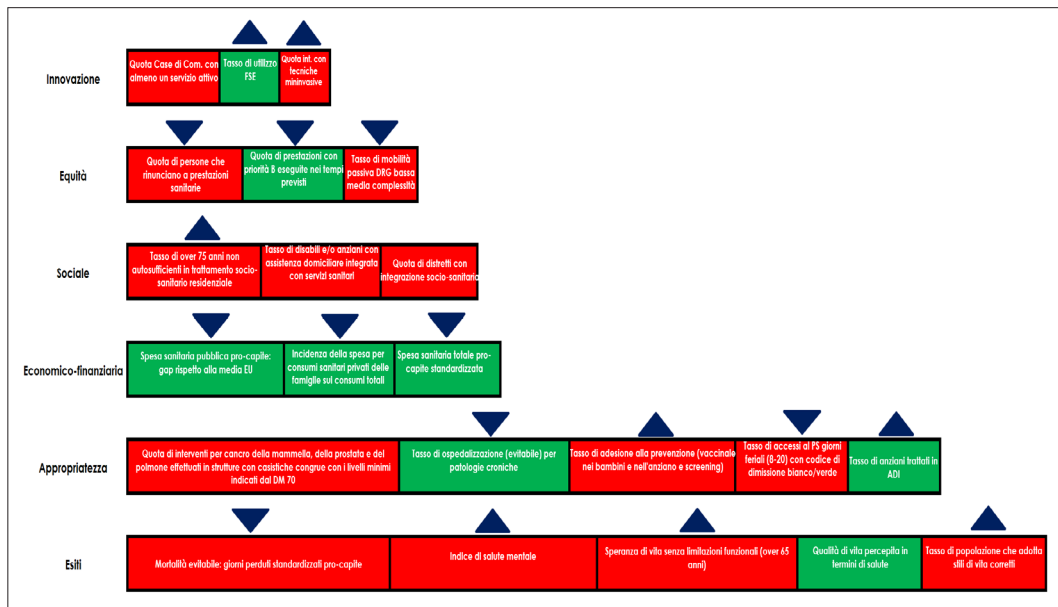 Innovazione
Quota Case di Com. con
almeno un servizio attivo
Tasso di utilizzo
FSE
Quota int. con
tecniche
mininvasive
Equità
Quota di persone che
rinunciano a prestazioni
sanitarie
Quota di prestazioni con
priorità B eseguite nei tempi
previsti
Tasso di mobilità
passiva DRG bassa
media complessità
Sociale
Tasso di over 75 anni non
autosufficienti in trattamento socio-
sanitario residenziale
Tasso di disabili e/o anziani con
assistenza domiciliare integrata
con servizi sanitari
Quota di distretti con
integrazione socio-sanitaria
Economico-finanziaria
Spesa sanitaria pubblica pro-capite:
gap rispetto alla media EU
Incidenza della spesa per
consumi sanitari privati delle
famiglie sui consumi totali
Spesa sanitaria totale pro-
capite standardizzata
Appropriatezza
Quota di interventi per cancro della mammella, della prostata e del
polmone effettuati in strutture con casistiche congrue con i livelli minimi
indicati dal DM 70
Tasso di ospedalizzazione (evitabile) per
patologie croniche
Tasso di adesione alla prevenzione (vaccinale
nei bambini e nell'anziano e screening)
Tasso di accessi al PS giorni
feriali (8-20) con codice di
dimissione bianco/verde
Tasso di anziani trattati in
ADI
Esiti
Mortalità evitabile: giorni perduti standardizzati pro-capite
Indice di salute mentale
Speranza di vita senza limitazioni funzionali (over 65
anni)
Qualità di vita percepita in
termini di salute
Tasso di popolazione che adotta
stili di vita corretti